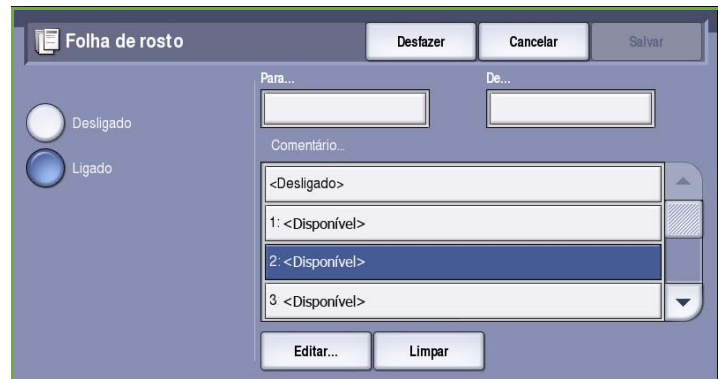 Folha de rosto
Desfazer
Cancelar
Salvar
Para...
De...
Desligado
Ligado
Comentário...
<Desligado>
1: <Disponível>
2: <Disponível>
3 <Disponível>
Editar...
Limpar